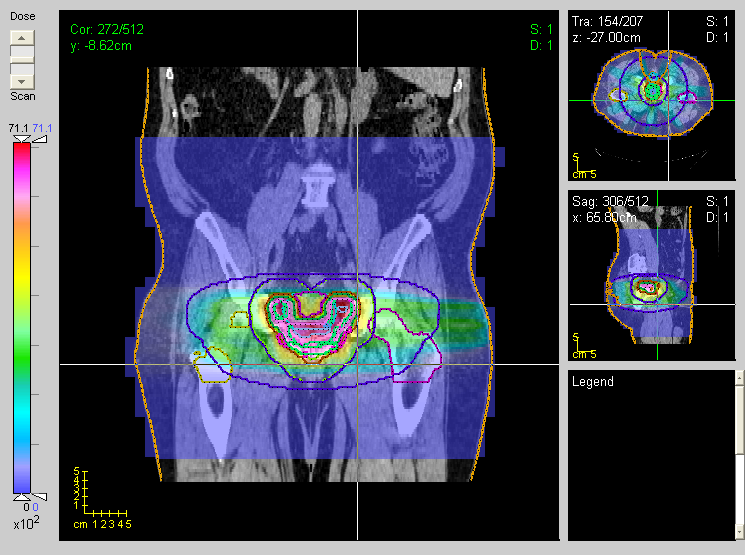 Dose
Scan
71.1 71.1
0 0
x10²
Cor: 272/512
y: -8.62cm
S: 1
D: 1
5
4
3
2
1
cm 1 2 3 4 5
Tra: 154/207
z: -27.00cm
S: 1
D: 1
5
cm 5
Sag: 306/512
x: 65.80cm
S: 1
D: 1
5
cm 5
Legend